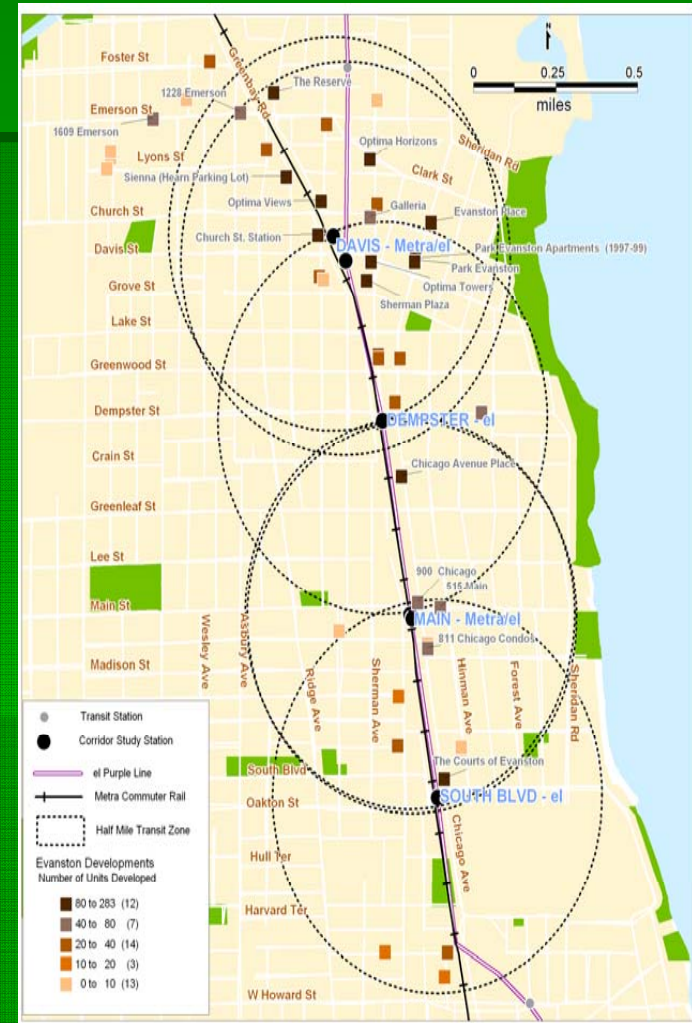 Foster St
Greenbay Rd
N
0 0.25 0.5
miles
The Reserve
1228 Emerson
Emerson St
1609 Emerson
Optima Horizons
Sheridan Rd
Lyons St
Clark St
Sienna (Hearn Parking Lot)
Optima Views
Galleria
Church St
Evanston Place
Church St. Station
DAVIS - Metra/el
Park Evanston Apartments (1997-99)
Davis St
Park Evanston
Optima Towers
Grove St
Sherman Plaza
Lake St
Greenwood St
Dempster St
DEMPSTER - el
Crain St
Chicago Avenue Place
Greenleaf St
Lee St
900 Chicago
515 Main
Main St
MAIN - Metra/el
811 Chicago Condos
Wesley Ave
Asbury Ave
Ridge Ave
Sherman Ave
Hinman Ave
Forest Ave
Sheridan Rd
Madison St
The Courts of Evanston
South Blvd
SOUTH BLVD - el
Oakton St
Chicago Ave
Hull Ter
Harvard Ter
W Howard St
Transit Station
Corridor Study Station
el Purple Line
Metra Commuter Rail
Half Mile Transit Zone
Evanston Developments
Number of Units Developed
80 to 283 (12)
40 to 80 (7)
20 to 40 (14)
10 to 20 (3)
0 to 10 (13)